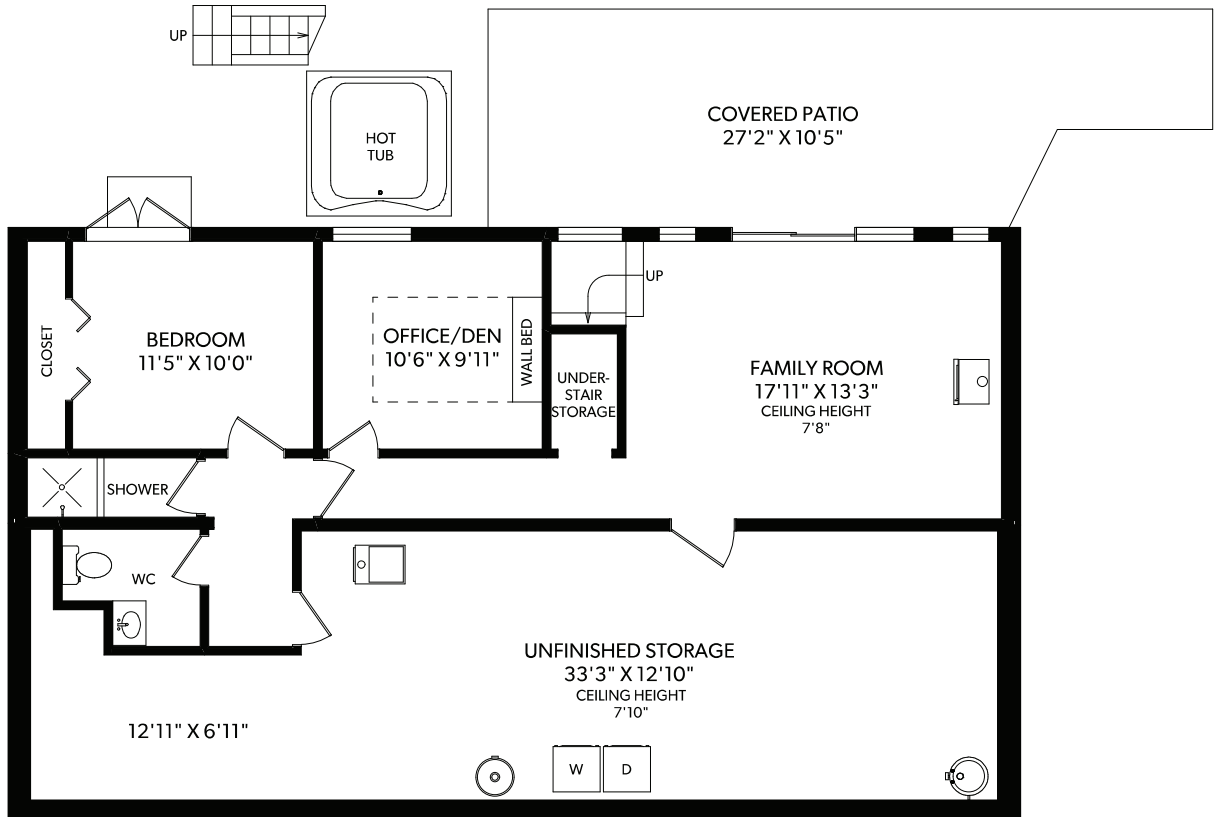 UP
HOT
TUB
COVERED PATIO
27'2" X 10'5"
UP
CLOSET
BEDROOM
11'5" X 10'0"
OFFICE/DEN
10'6" X 9'11"
WALL BED
UNDER-
STAIR
STORAGE
FAMILY ROOM
17'11" X 13'3"
CEILING HEIGHT
7'8"
SHOWER
WC
UNFINISHED STORAGE
33'3" X 12'10"
CEILING HEIGHT
7'10"
12'11" X 6'11"
W
D